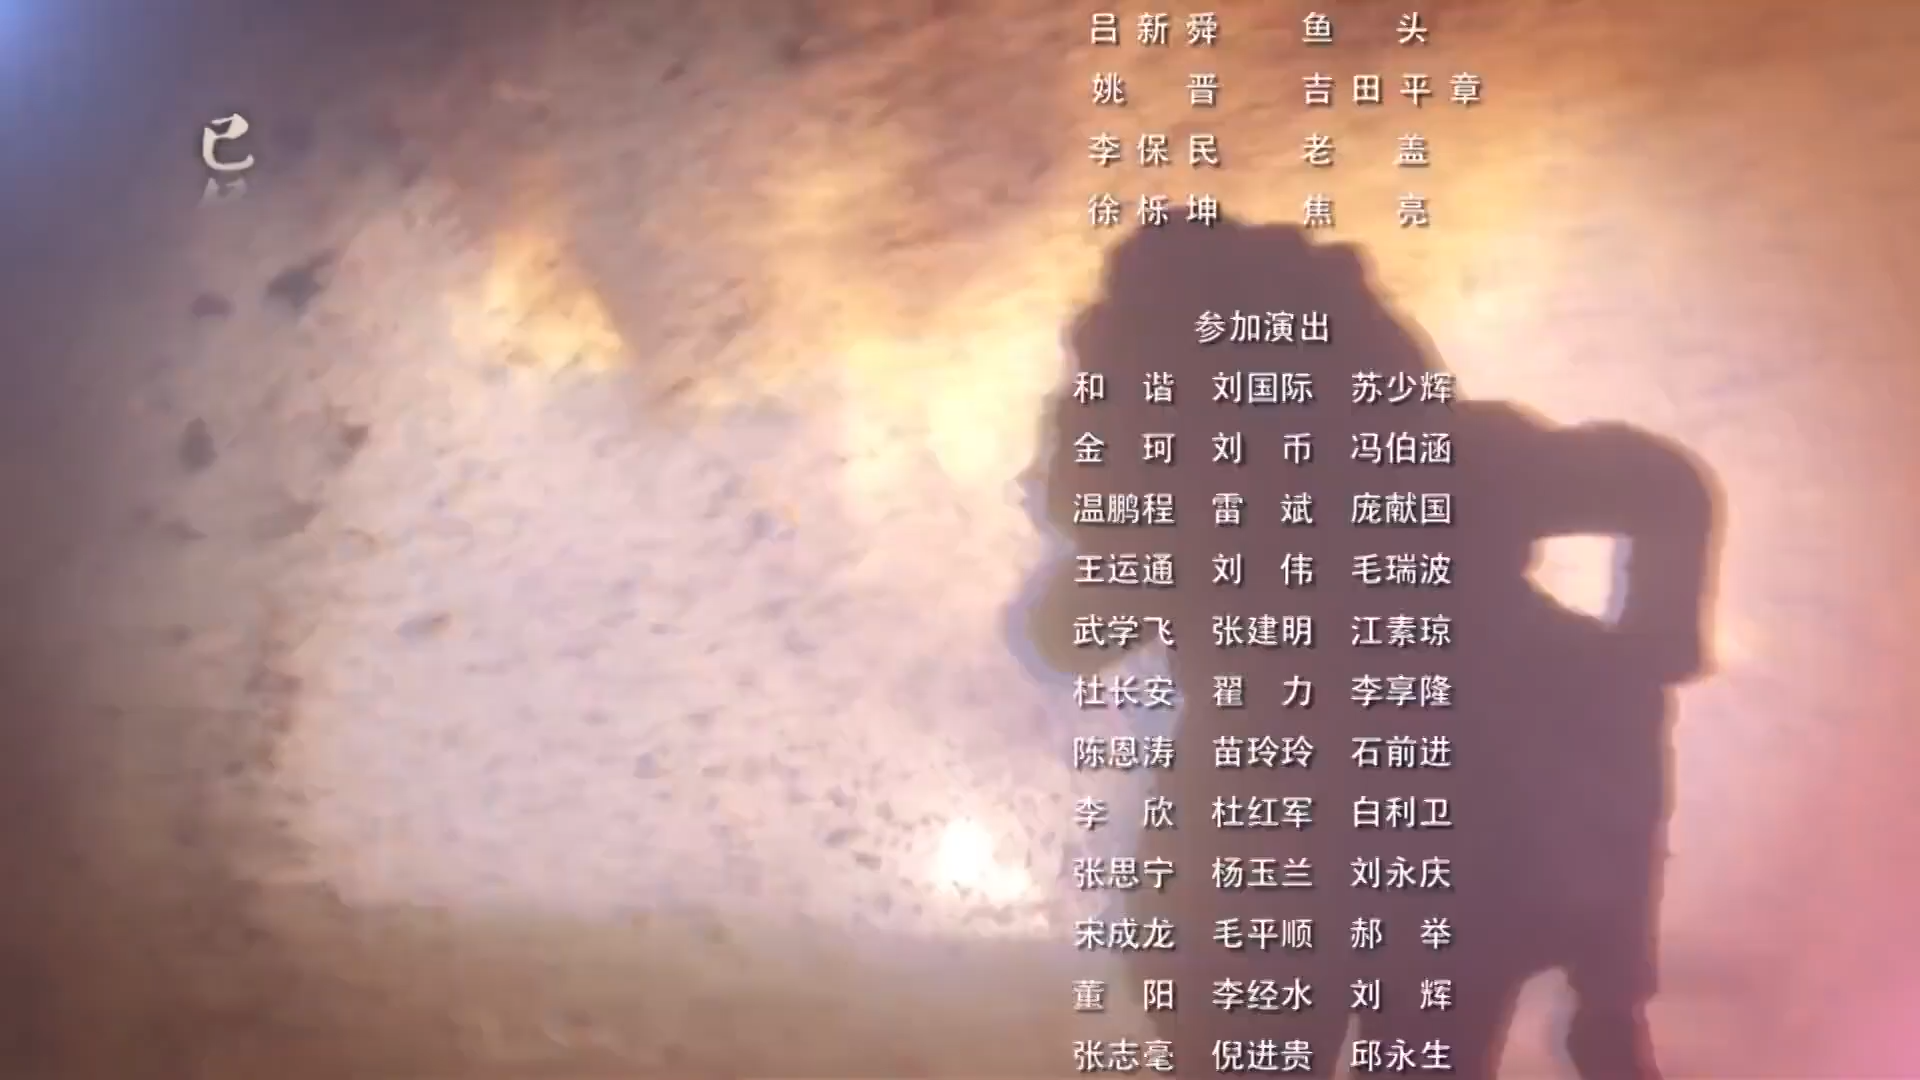 已
吕新舜 鱼头
姚晋 吉田平章
李保民 老盖
徐栎坤 焦亮
参加演出
和谐 刘国际 苏少辉
金珂 刘币 冯伯涵
温鹏程 雷斌 庞献国
王运通 刘伟 毛瑞波
武学飞 张建明 江素琼
杜长安 翟力 李享隆
陈恩涛 苗玲玲 石前进
李欣 杜红军 白利卫
张思宁 杨玉兰 刘永庆
宋成龙 毛平顺 郝举
董阳 李经水 刘辉
张志毫 倪进贵 邱永生